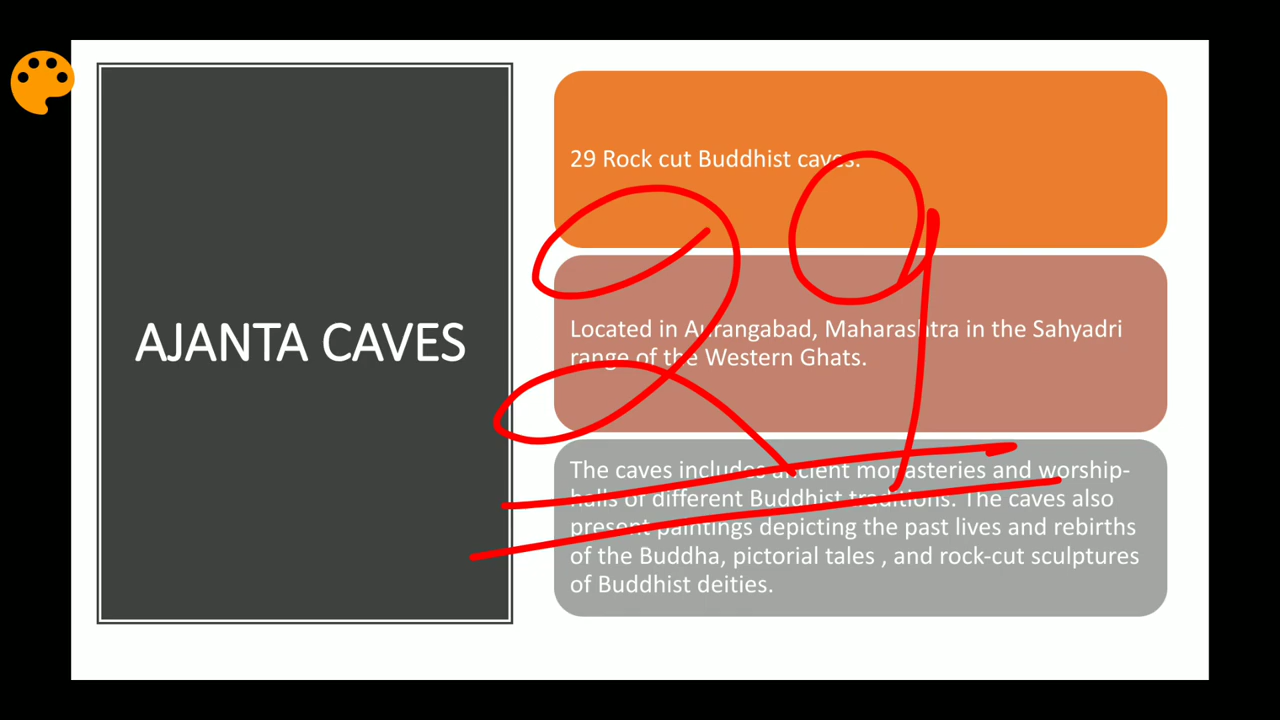 AJANTA CAVES
29 Rock cut Buddhist caves.
Located in Aurangabad, Maharashtra in the Sahyadri
range of the Western Ghats.
The caves includes ancient monasteries and worship-
halls of different Buddhist traditions. The caves also
present paintings depicting the past lives and rebirths
of the Buddha, pictorial tales , and rock-cut sculptures
of Buddhist deities.
29